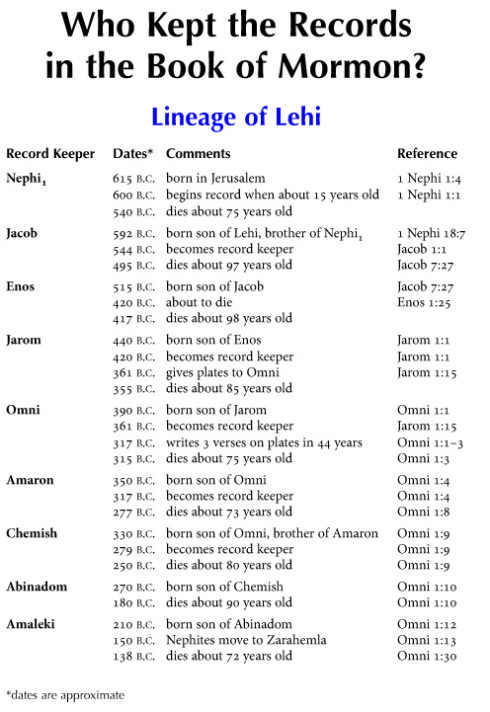 Who Kept the Records
in the Book of Mormon?
Lineage of Lehi
Record Keeper Dates* Comments Reference
Nephi₁ 615 B.C. born in Jerusalem 1 Nephi 1:4
600 B.C. begins record when about 15 years old 1 Nephi 1:1
540 B.C. dies about 75 years old
Jacob 592 B.C. born son of Lehi, brother of Nephi₁ 1 Nephi 18:7
544 B.C. becomes record keeper Jacob 1:1
495 B.C. dies about 97 years old Jacob 7:27
Enos 515 B.C. born son of Jacob Jacob 7:27
420 B.C. about to die Enos 1:25
417 B.C. dies about 98 years old
Jarom 440 B.C. born son of Enos Jarom 1:1
420 B.C. becomes record keeper Jarom 1:1
361 B.C. gives plates to Omni Jarom 1:15
355 B.C. dies about 85 years old
Omni 390 B.C. born son of Jarom Omni 1:1
361 B.C. becomes record keeper Jarom 1:15
317 B.C. writes 3 verses on plates in 44 years Omni 1:1–3
315 B.C. dies about 75 years old Omni 1:3
Amaron 350 B.C. born son of Omni Omni 1:4
317 B.C. becomes record keeper Omni 1:4
277 B.C. dies about 73 years old Omni 1:8
Chemish 330 B.C. born son of Omni, brother of Amaron Omni 1:9
279 B.C. becomes record keeper Omni 1:9
250 B.C. dies about 80 years old Omni 1:9
Abinadom 270 B.C. born son of Chemish Omni 1:10
180 B.C. dies about 90 years old Omni 1:10
Amaleki 210 B.C. born son of Abinadom Omni 1:12
150 B.C. Nephites move to Zarahemla Omni 1:13
138 B.C. dies about 72 years old Omni 1:30
*dates are approximate